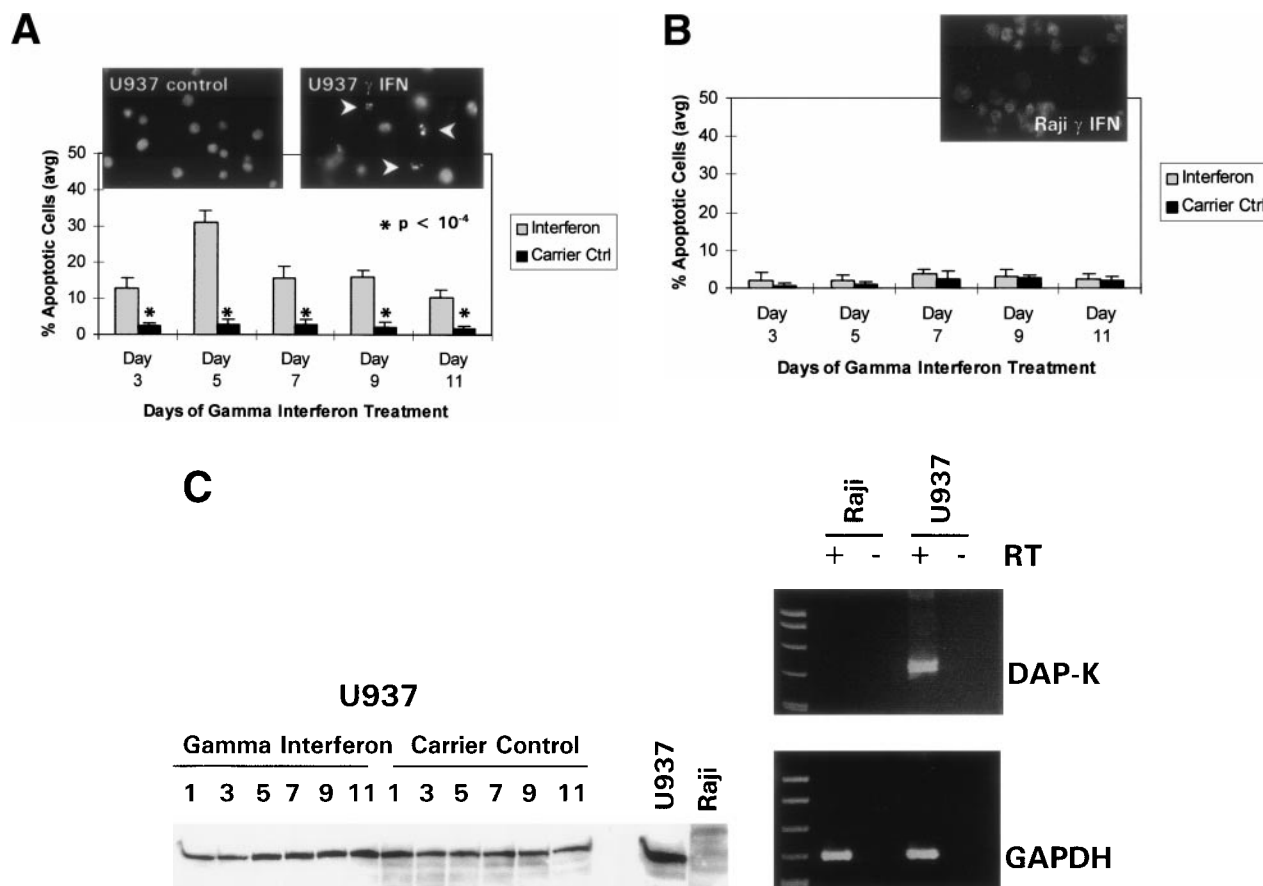 A
U937 control
U937 γ IFN
% Apoptotic Cells (avg)
50
40
30
20
10
0
* p < 10⁻⁴
Interferon
Carrier Ctrl
* * * * *
Day 3
Day 5
Day 7
Day 9
Day 11
Days of Gamma Interferon Treatment
B
Raji γ IFN
% Apoptotic Cells (avg)
50
40
30
20
10
0
Interferon
Carrier Ctrl
Day 3
Day 5
Day 7
Day 9
Day 11
Days of Gamma Interferon Treatment
C
U937
Gamma Interferon Carrier Control
1 3 5 7 9 11 1 3 5 7 9 11
U937
Raji
Raji
U937
+ - + - RT
DAP-K
GAPDH